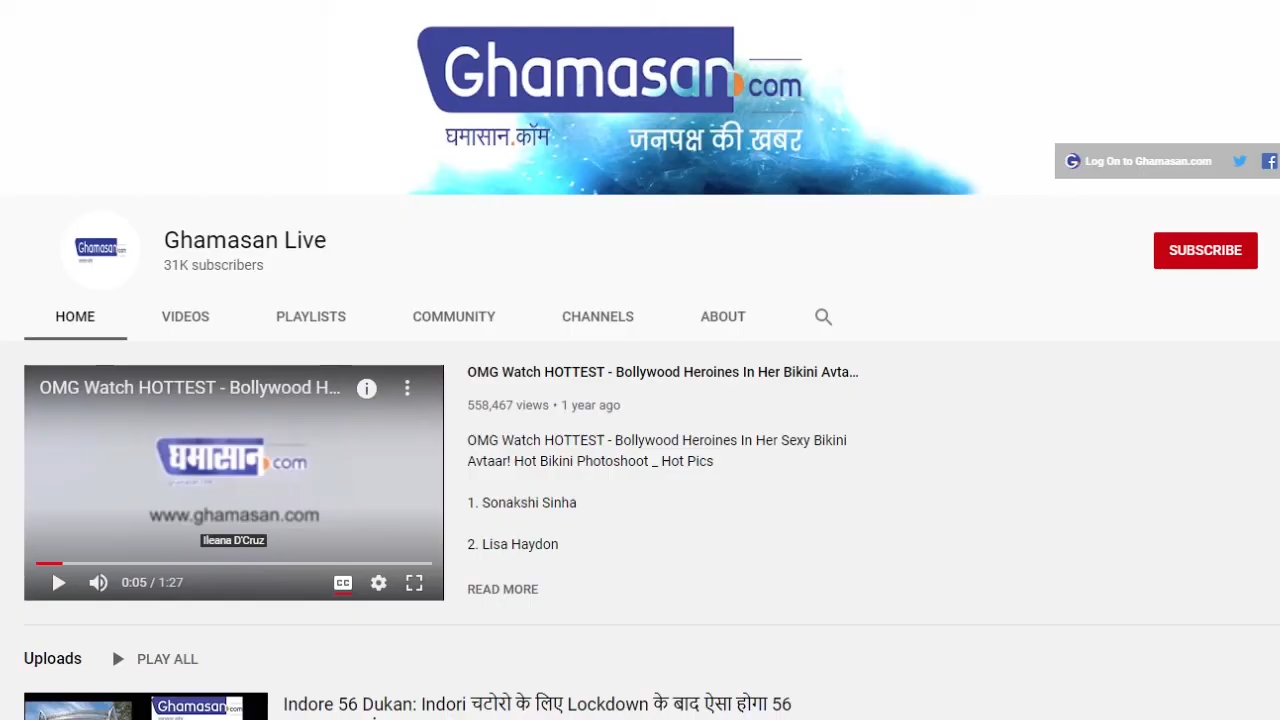 Ghamasan.com
घमासान.कॉम
जनपक्ष की खबर
Log On to Ghamasan.com
Ghamasan.com
Ghamasan Live
31K subscribers
SUBSCRIBE
HOME
VIDEOS
PLAYLISTS
COMMUNITY
CHANNELS
ABOUT
OMG Watch HOTTEST - Bollywood H...
घमासान.com
www.ghamasan.com
Ileana D'Cruz
0:05 / 1:27
CC
OMG Watch HOTTEST - Bollywood Heroines In Her Bikini Avta...
558,467 views • 1 year ago
OMG Watch HOTTEST - Bollywood Heroines In Her Sexy Bikini
Avtaar! Hot Bikini Photoshoot _ Hot Pics
1. Sonakshi Sinha
2. Lisa Haydon
READ MORE
Uploads
PLAY ALL
Ghamasan.com
Indore 56 Dukan: Indori चटोरो के लिए Lockdown के बाद ऐसा होगा 56